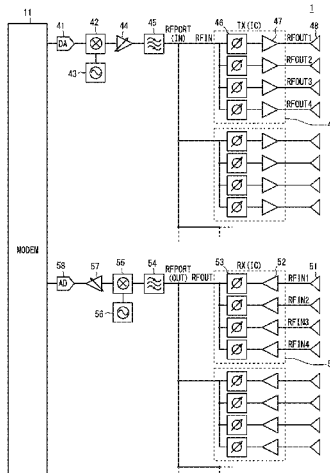 1
11
MODEM
41
DA
42
43
44
45
RFPORT
(IN)
RFIN
46
TX(IC)
47
RFOUT1
48
RFOUT2
RFOUT3
RFOUT4
4
58
AD
57
55
56
54
RFPORT
(OUT)
RFOUT
53
RX(IC)
52
RFIN1
51
RFIN2
RFIN3
RFIN4
5